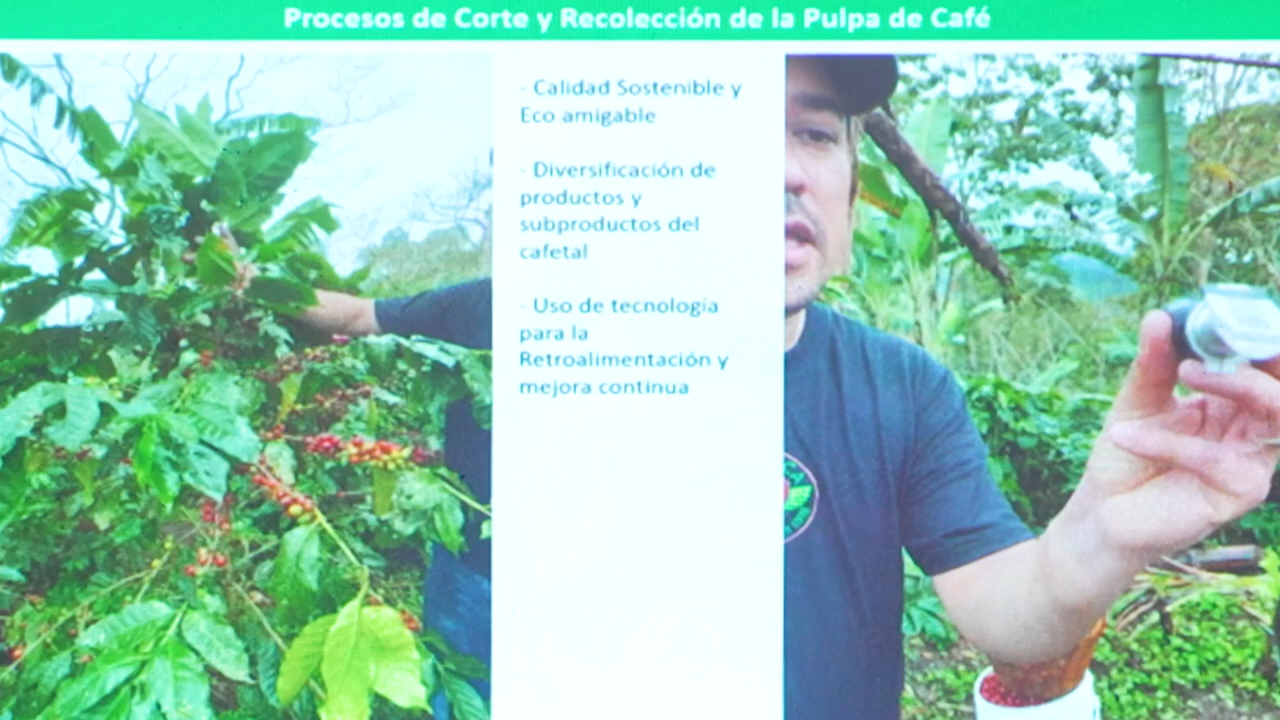 Procesos de Corte y Recolección de la Pulpa de Café
- Calidad Sostenible y
Eco amigable
- Diversificación de
productos y
subproductos del
cafetal
- Uso de tecnología
para la
Retroalimentación y
mejora continua